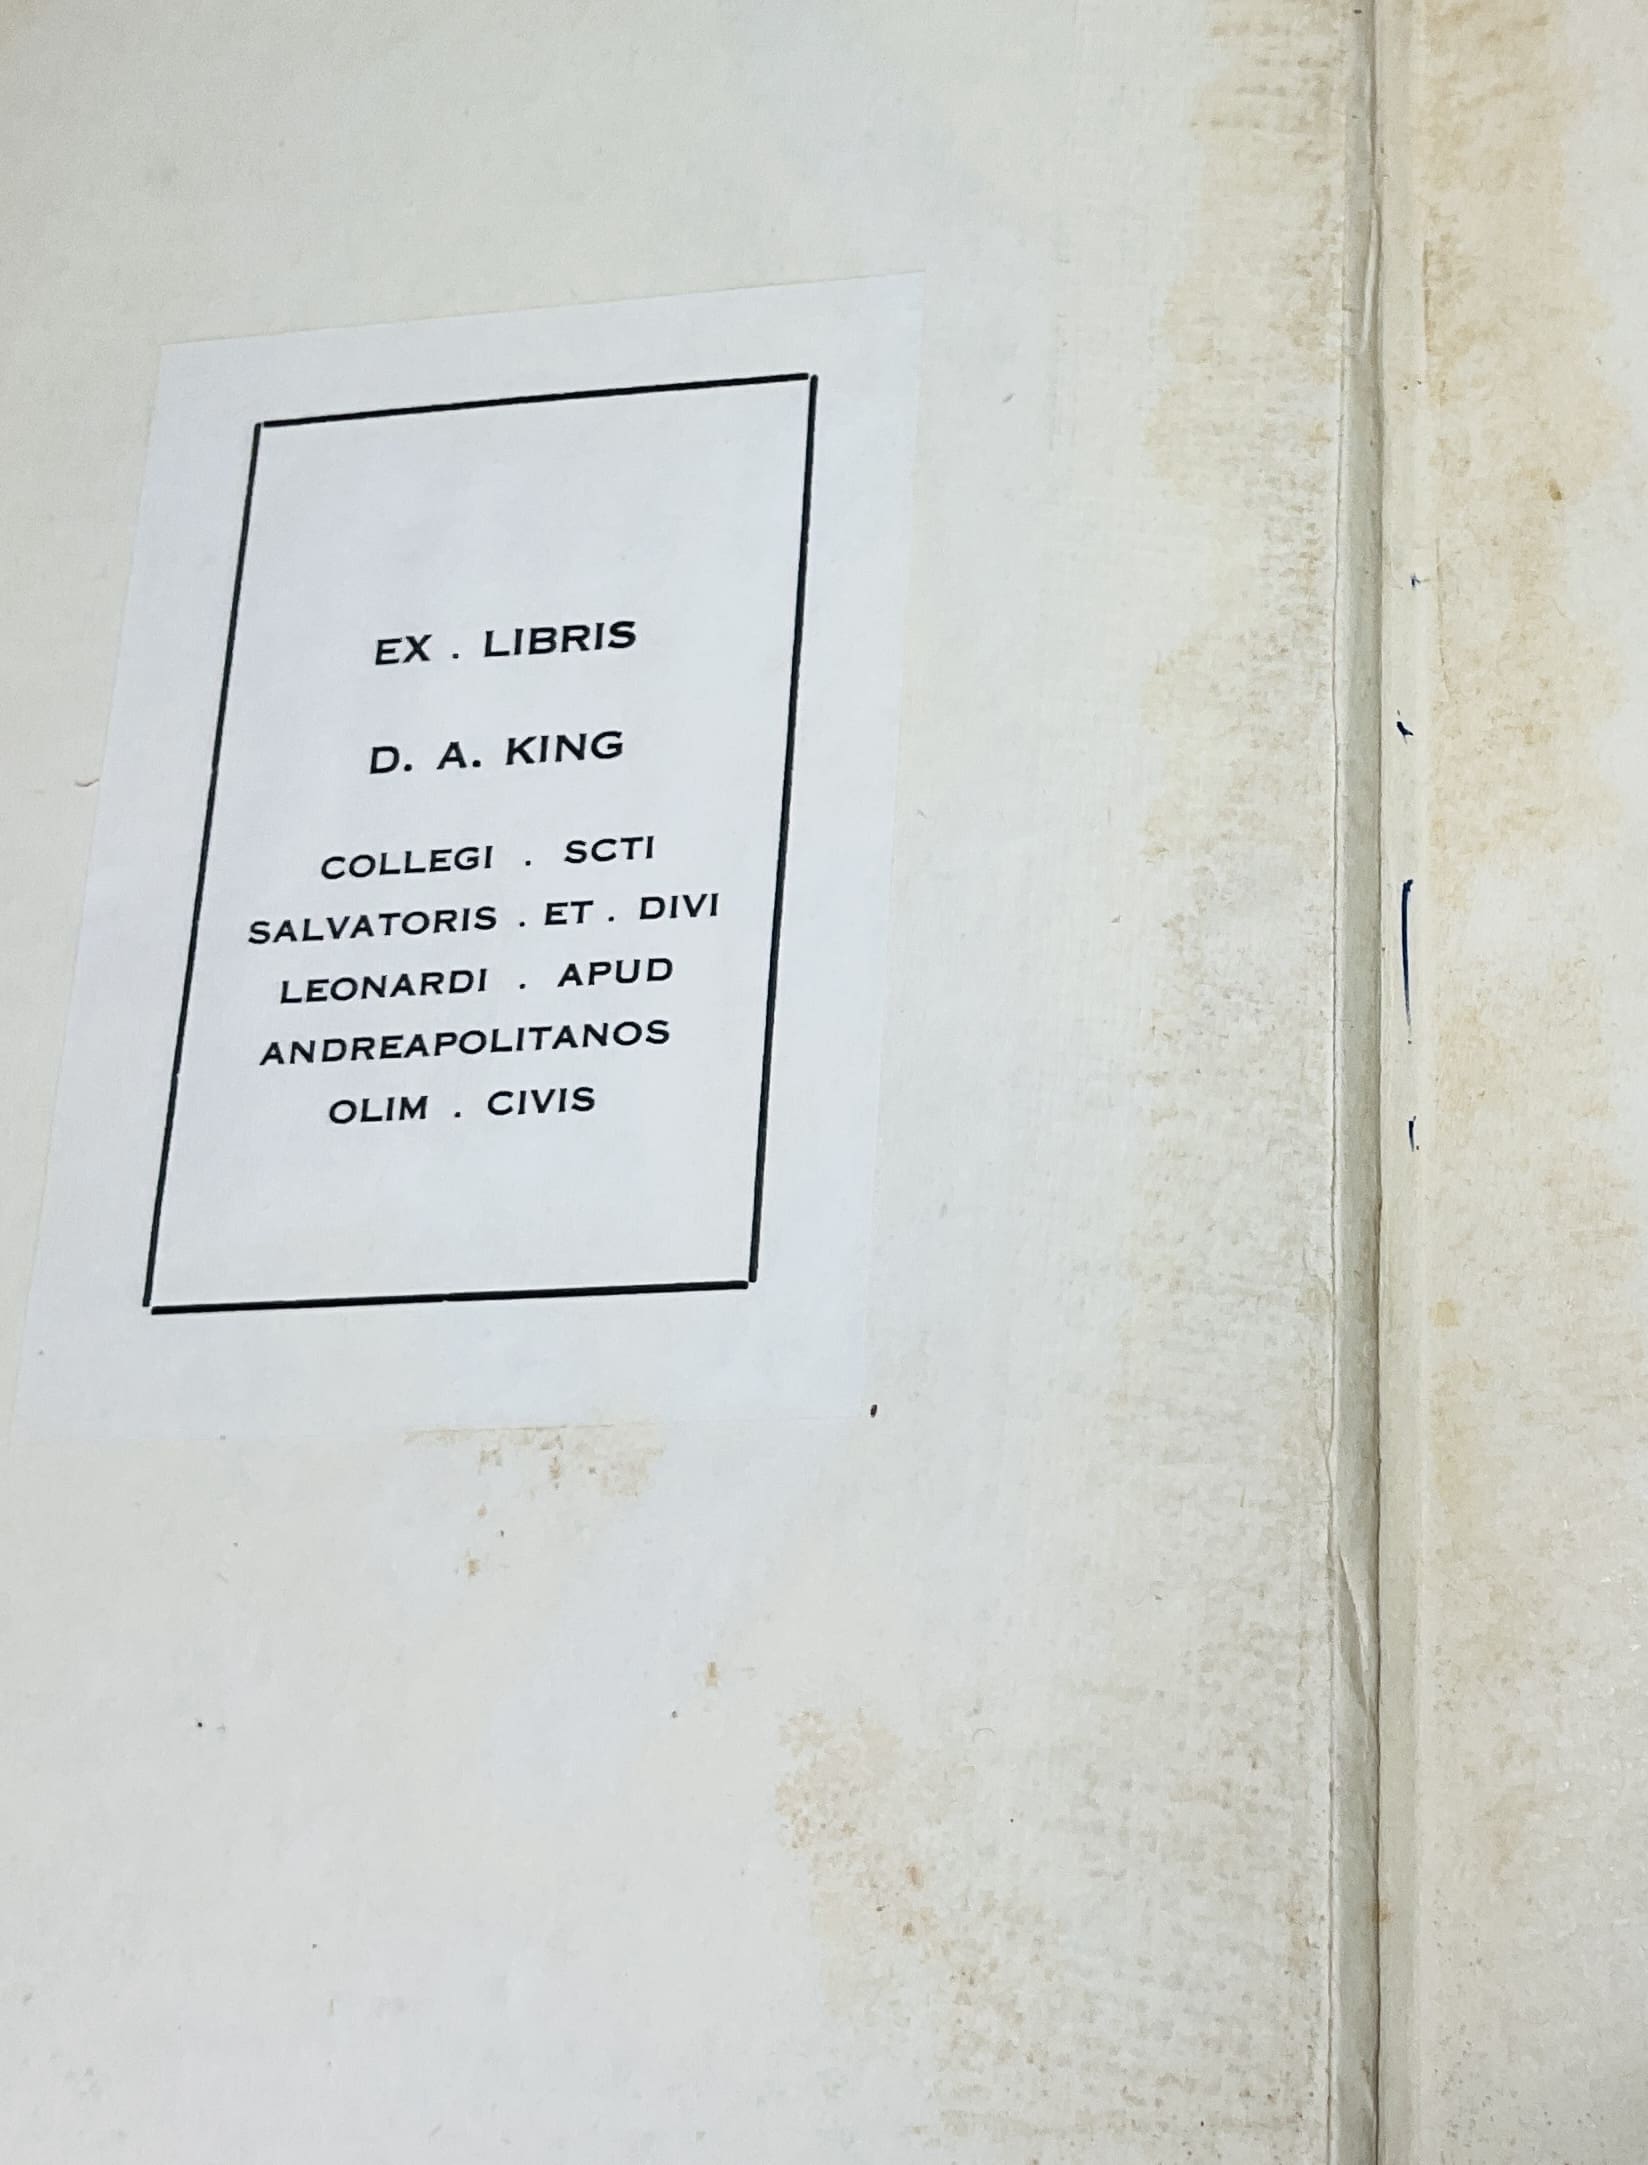 EX . LIBRIS
D. A. KING
COLLEGI . SCTI
SALVATORIS . ET . DIVI
LEONARDI . APUD
ANDREAPOLITANOS
OLIM . CIVIS